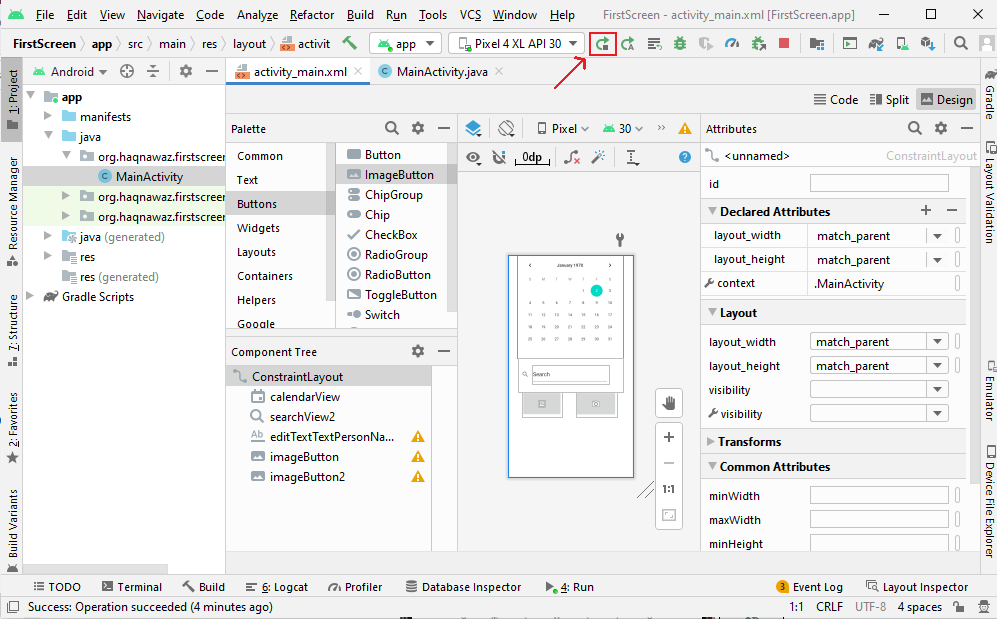 File Edit View Navigate Code Analyze Refactor Build Run Tools VCS Window Help FirstScreen - activity_main.xml [FirstScreen.app]
FirstScreen app src main res layout activit app Pixel 4 XL API 30
1: Project
Resource Manager
7: Structure
2: Favorites
Build Variants
Android
app
manifests
java
org.haqnawaz.firstscreen
MainActivity
org.haqnawaz.firstscreen
org.haqnawaz.firstscreen
java (generated)
res
res (generated)
Gradle Scripts
activity_main.xml MainActivity.java
Code Split Design
Palette
Common
Text
Buttons
Widgets
Layouts
Containers
Helpers
Google
Button
ImageButton
ChipGroup
Chip
CheckBox
RadioGroup
RadioButton
ToggleButton
Switch
Component Tree
ConstraintLayout
calendarView
searchView2
Ab editTextTextPersonNa...
imageButton
imageButton2
Pixel 30
0dp
January 1970
Search
1:1
Attributes
<unnamed> ConstraintLayout
id
Declared Attributes
layout_width match_parent
layout_height match_parent
context .MainActivity
Layout
layout_width match_parent
layout_height match_parent
visibility
visibility
Transforms
Common Attributes
minWidth
maxWidth
minHeight
Gradle
Layout Validation
Emulator
Device File Explorer
TODO Terminal Build 6: Logcat Profiler Database Inspector 4: Run 3 Event Log Layout Inspector
Success: Operation succeeded (4 minutes ago) 1:1 CRLF UTF-8 4 spaces